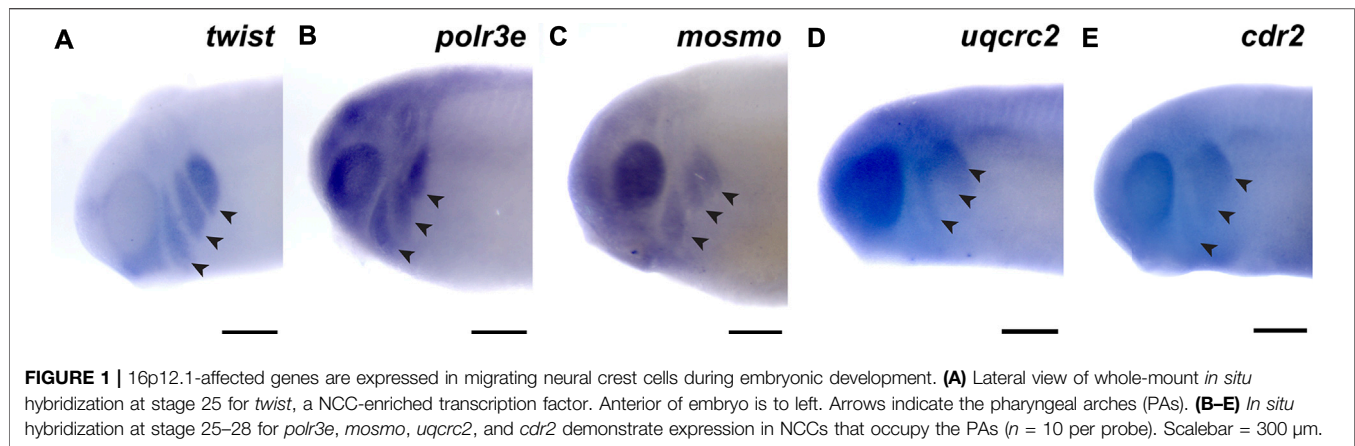 A twist B polr3e C mosmo D uqcrc2 E cdr2
FIGURE 1 | 16p12.1-affected genes are expressed in migrating neural crest cells during embryonic development. (A) Lateral view of whole-mount in situ
hybridization at stage 25 for twist, a NCC-enriched transcription factor. Anterior of embryo is to left. Arrows indicate the pharyngeal arches (PAs). (B–E) In situ
hybridization at stage 25–28 for polr3e, mosmo, uqcrc2, and cdr2 demonstrate expression in NCCs that occupy the PAs (n = 10 per probe). Scalebar = 300 μm.